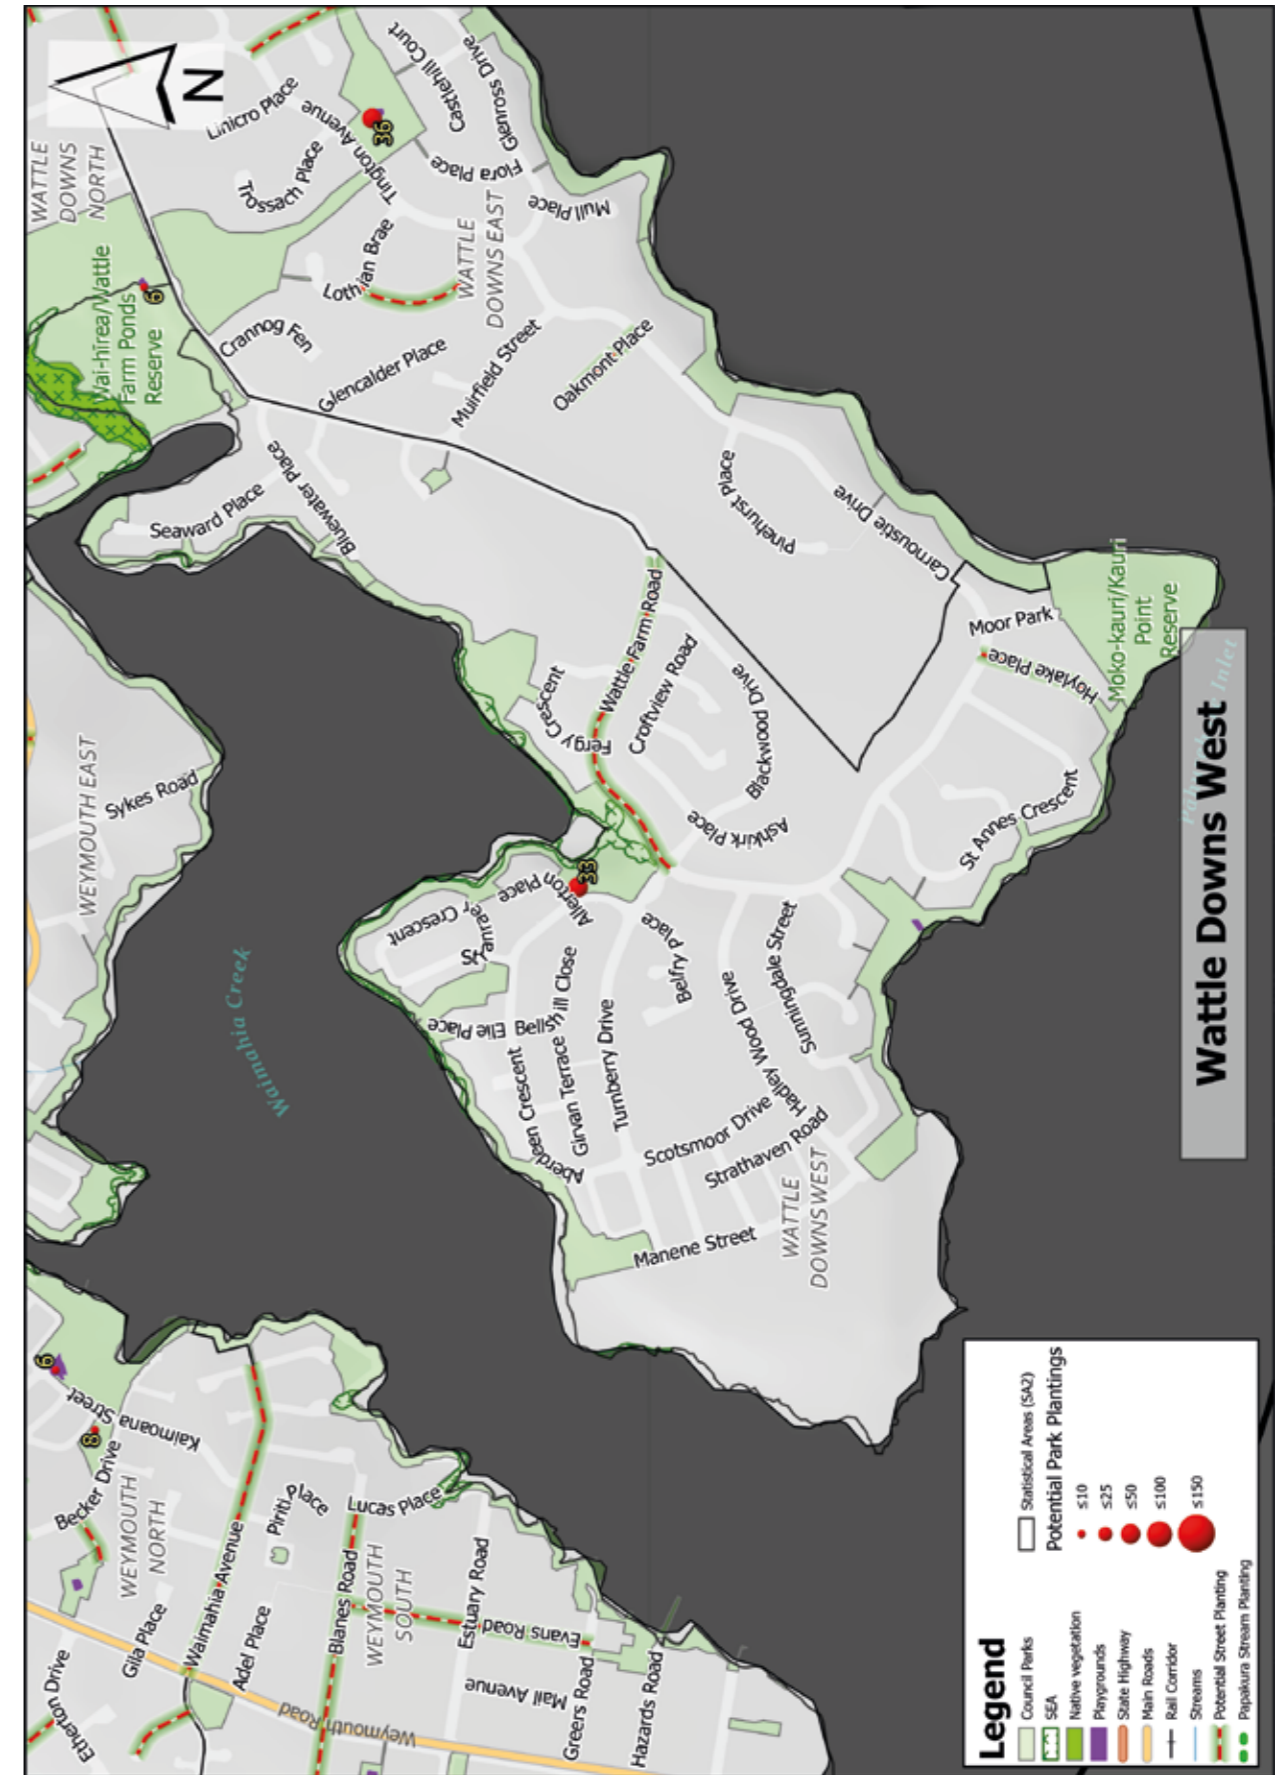 N
WATTLE
DOWNS
NORTH
Linicro Place
Tington Avenue
Trossach Place
36
Castlehill Court
Glenross Drive
Flora Place
Mull Place
Wai-hīrea/Wattle
Farm Ponds
Reserve
6
Lothian Brae
WATTLE
DOWNS EAST
Crannog Fen
Glencalder Place
Muirfield Street
Oakmont Place
Seaward Place
Bluewater Place
Pinehurst Place
Carnoustie Drive
Moko-kauri/Kauri
Point
Reserve
Moor Park
Hoylake Place
Inlet
Wattle Farm Road
Croftview Road
Blackwood Drive
Fergy Crescent
Ashkirk Place
St Annes Crescent
WEYMOUTH EAST
Sykes Road
Waimahia Creek
33
Allerton Place
Stranraer Crescent
Belfry Place
Sunningdale Street
Hadley Wood Drive
Elie Place
Bellshill Close
Girvan Terrace
Turnberry Drive
Aberdeen Crescent
Scotsmoor Drive
Strathaven Road
Manene Street
WATTLE
DOWNS WEST
6
8
Kaimoana Street
Becker Drive
WEYMOUTH
NORTH
Piriti Place
Lucas Place
Waimahia Avenue
Gila Place
Adel Place
Etherton Drive
Blanes Road
WEYMOUTH
SOUTH
Estuary Road
Evans Road
Mail Avenue
Greers Road
Hazards Road
Weymouth Road
Wattle Downs West
Legend
Council Parks
SEA
Native vegetation
Playgrounds
State Highway
Main Roads
Rail Corridor
Streams
Potential Street Planting
Papakura Stream Planting
Statistical Areas (SA2)
Potential Park Plantings
≤10
≤25
≤50
≤100
≤150